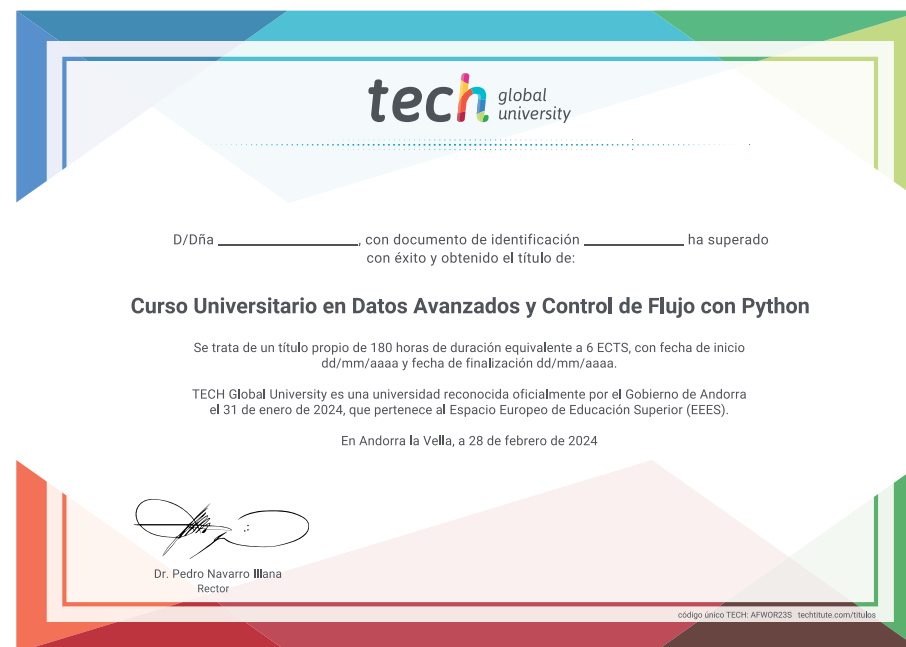 tech global university
D/Dña ____________________, con documento de identificación ______________ ha superado
con éxito y obtenido el título de:
Curso Universitario en Datos Avanzados y Control de Flujo con Python
Se trata de un título propio de 180 horas de duración equivalente a 6 ECTS, con fecha de inicio
dd/mm/aaaa y fecha de finalización dd/mm/aaaa.
TECH Global University es una universidad reconocida oficialmente por el Gobierno de Andorra
el 31 de enero de 2024, que pertenece al Espacio Europeo de Educación Superior (EEES).
En Andorra la Vella, a 28 de febrero de 2024
Dr. Pedro Navarro Illana
Rector
código único TECH: AFWOR23S techtitute.com/titulos